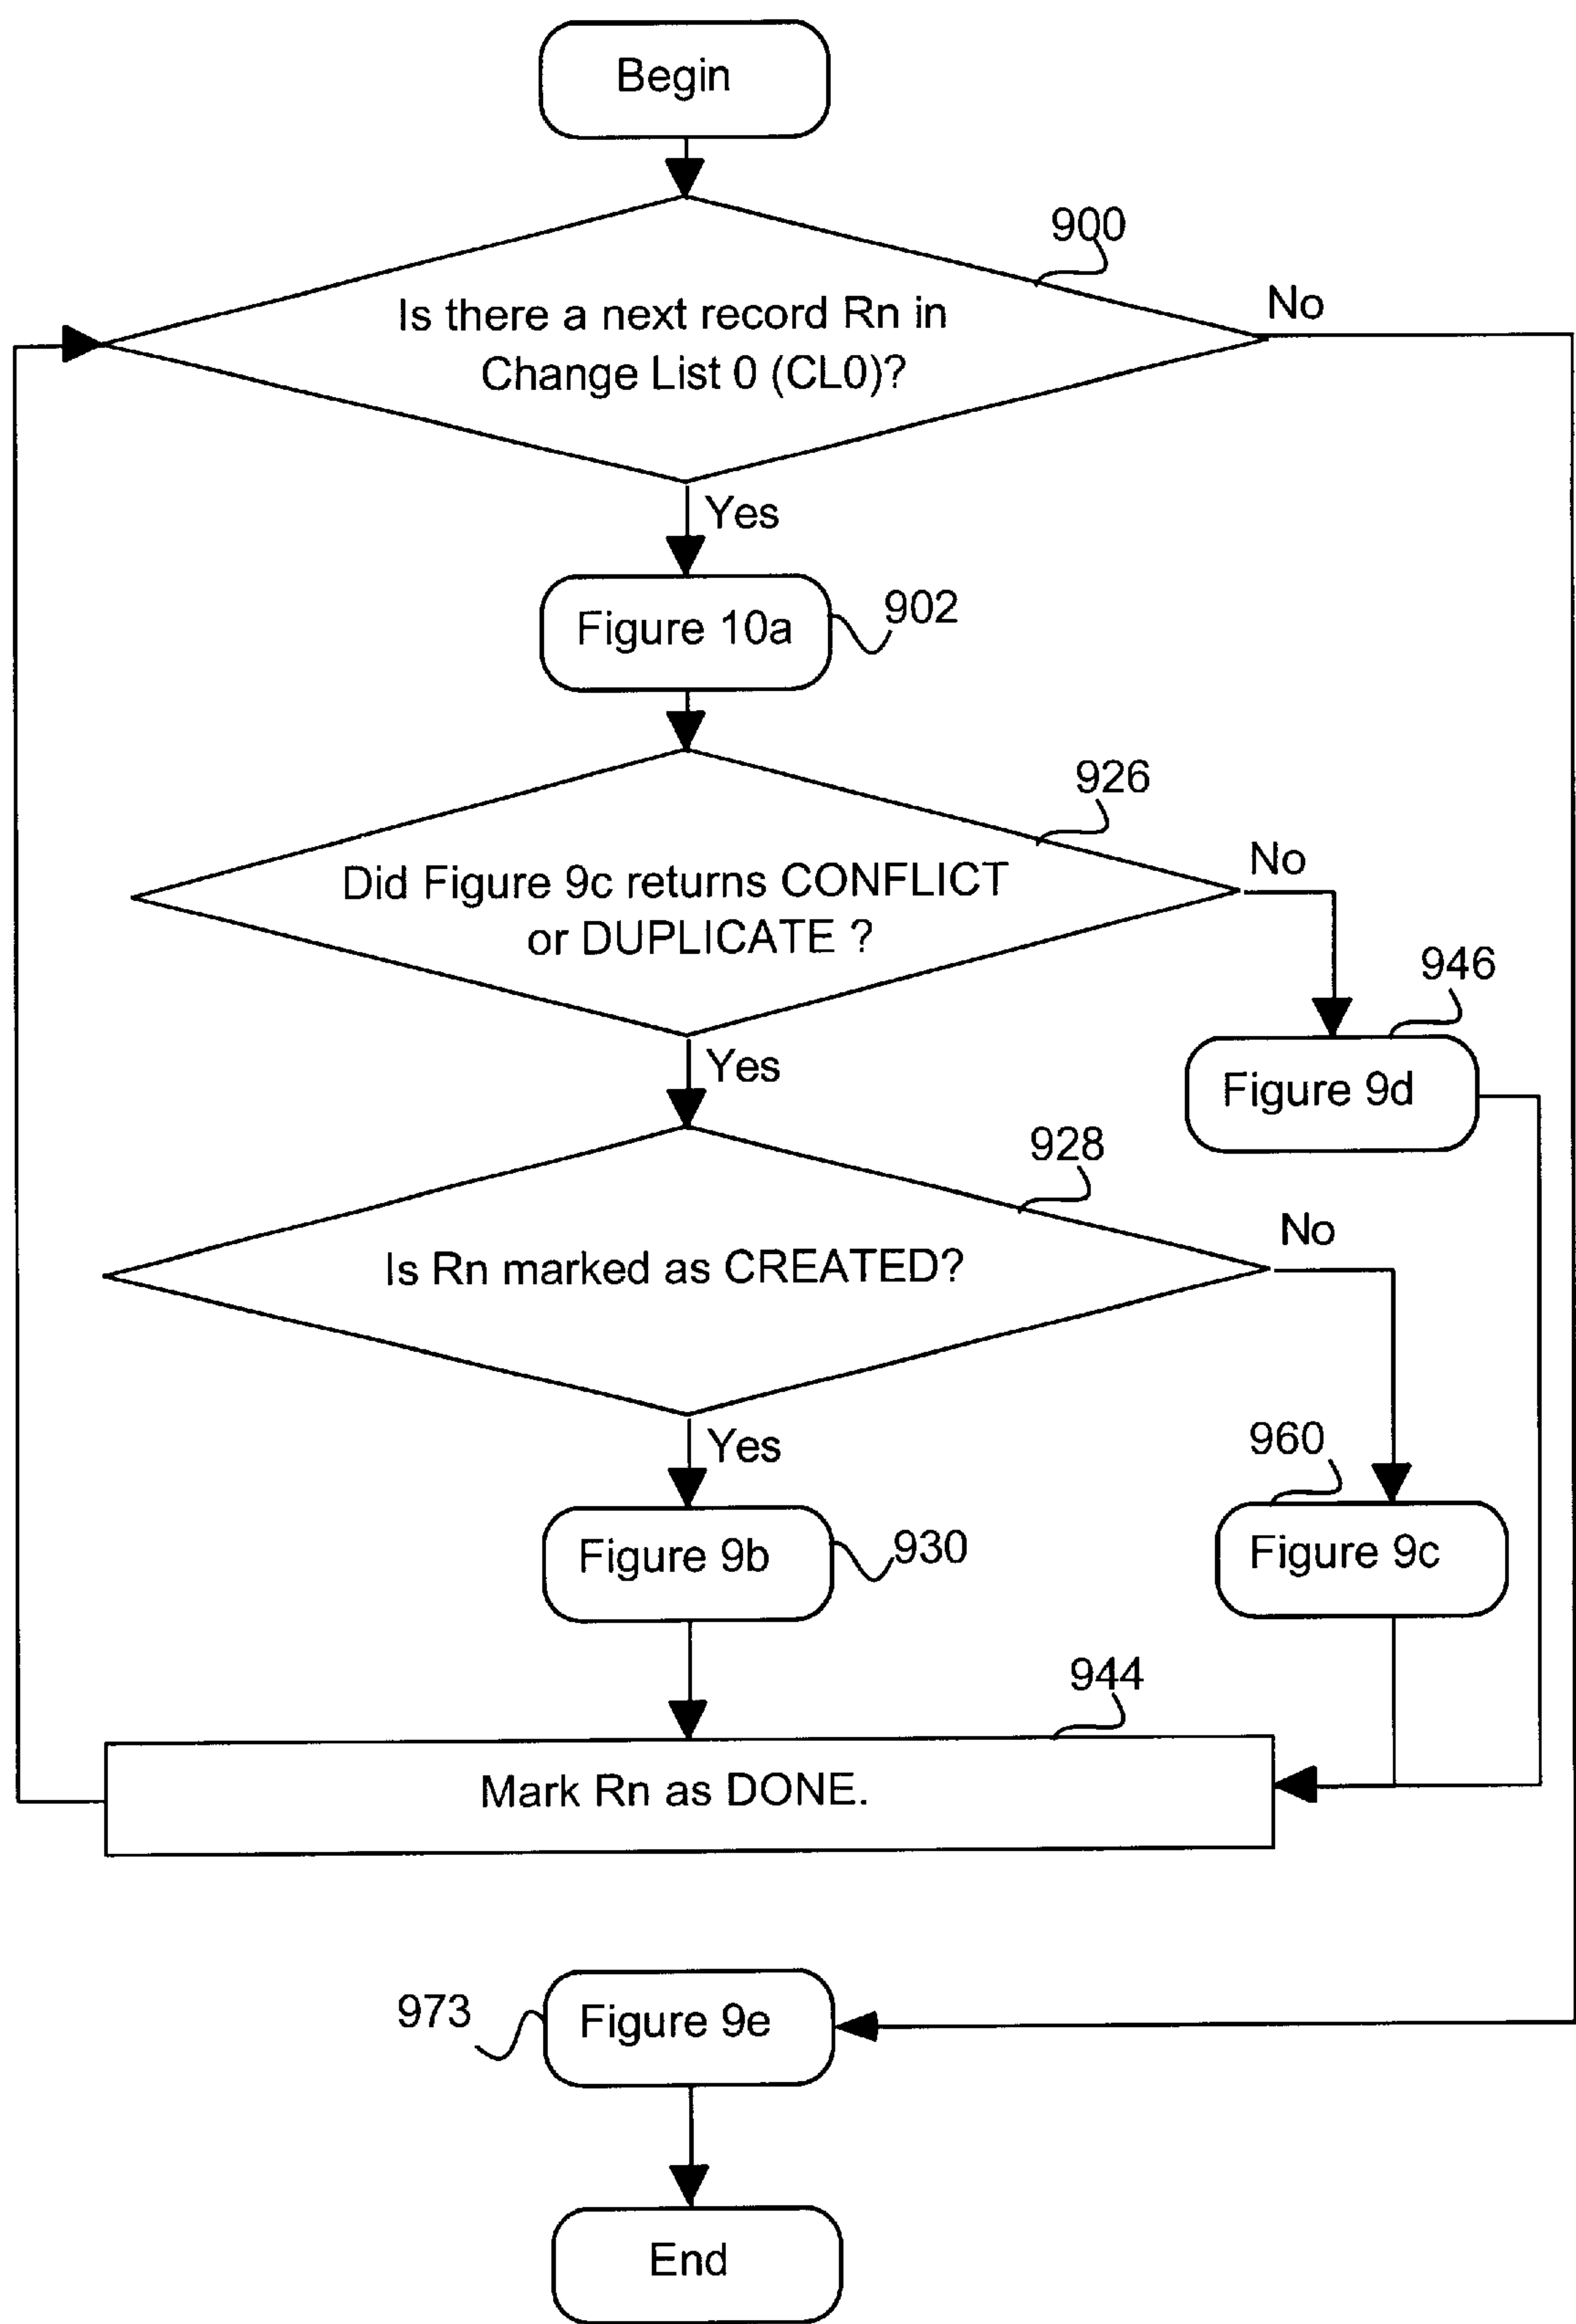 Begin
900
No
Is there a next record Rn in
Change List 0 (CL0)?
Yes
Figure 10a
902
926
No
Did Figure 9c returns CONFLICT
or DUPLICATE ?
946
Yes
Figure 9d
928
No
Is Rn marked as CREATED?
960
Yes
Figure 9b
930
Figure 9c
944
Mark Rn as DONE.
973
Figure 9e
End